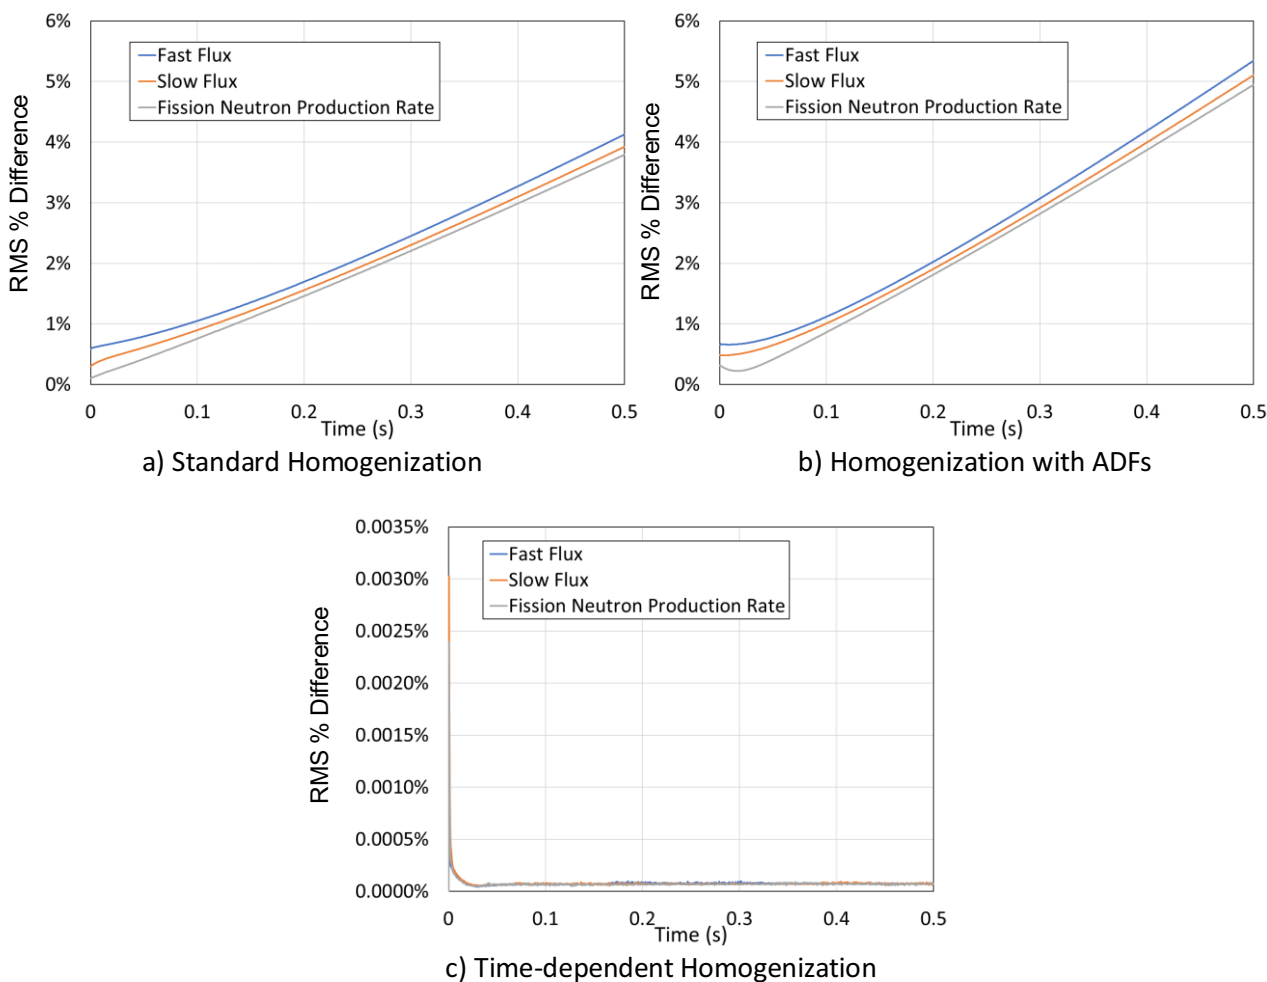 6%
5%
4%
3%
2%
1%
0%
RMS % Difference
Fast Flux
Slow Flux
Fission Neutron Production Rate
0 0.1 0.2 0.3 0.4 0.5
Time (s)
a) Standard Homogenization
6%
5%
4%
3%
2%
1%
0%
RMS % Difference
Fast Flux
Slow Flux
Fission Neutron Production Rate
0 0.1 0.2 0.3 0.4 0.5
Time (s)
b) Homogenization with ADFs
0.0035%
0.0030%
0.0025%
0.0020%
0.0015%
0.0010%
0.0005%
0.0000%
RMS % Difference
Fast Flux
Slow Flux
Fission Neutron Production Rate
0 0.1 0.2 0.3 0.4 0.5
Time (s)
c) Time-dependent Homogenization